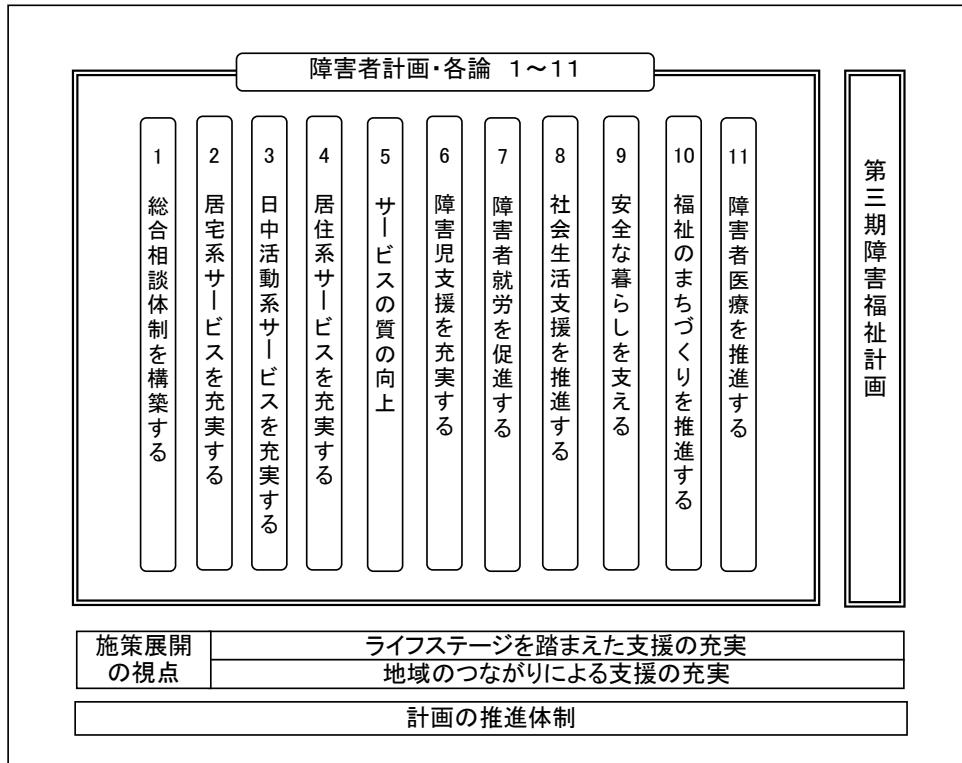 障害者計画・各論 1～11
1 総合相談体制を構築する
2 居宅系サービスを充実する
3 日中活動系サービスを充実する
4 居住系サービスを充実する
5 サービスの質の向上
6 障害児支援を充実する
7 障害者就労を促進する
8 社会生活支援を推進する
9 安全な暮らしを支える
10 福祉のまちづくりを推進する
11 障害者医療を推進する
第三期障害福祉計画
施策展開
の視点
ライフステージを踏まえた支援の充実
地域のつながりによる支援の充実
計画の推進体制